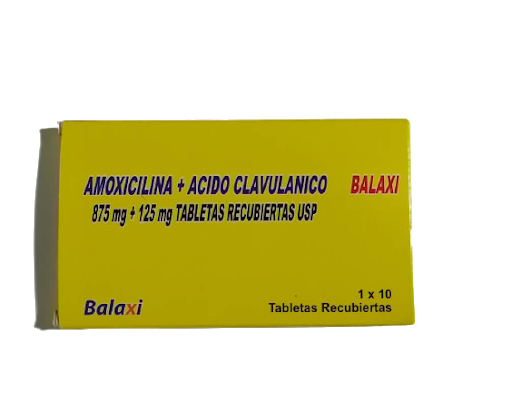 AMOXICILINA + ACIDO CLAVULANICO BALAXI
875 mg + 125 mg TABLETAS RECUBIERTAS USP
1 x 10
Tabletas Recubiertas
Balaxi